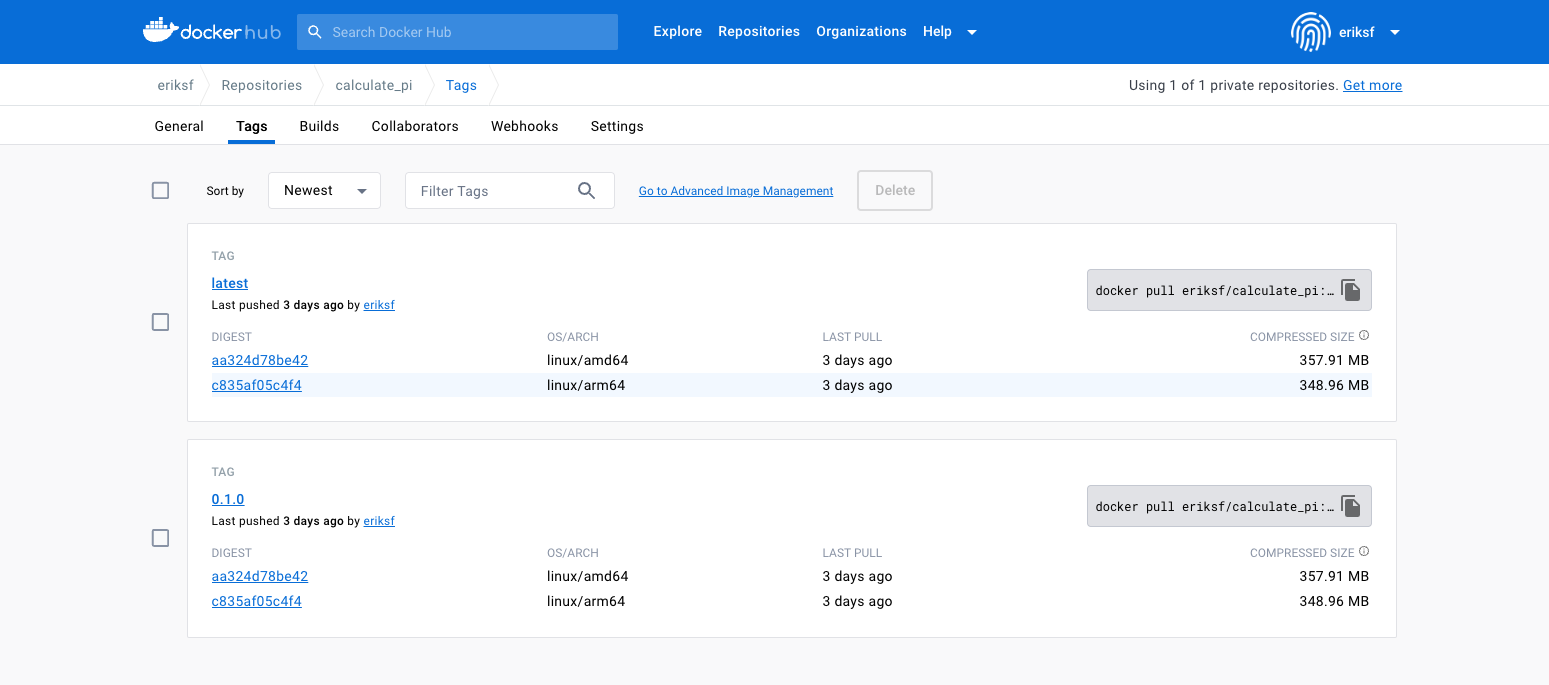 docker hub Search Docker Hub Explore Repositories Organizations Help eriksf
eriksf Repositories calculate_pi Tags Using 1 of 1 private repositories. Get more
General Tags Builds Collaborators Webhooks Settings
Sort by Newest Filter Tags Go to Advanced Image Management Delete
TAG
latest
docker pull eriksf/calculate_pi:…
Last pushed 3 days ago by eriksf
DIGEST OS/ARCH LAST PULL COMPRESSED SIZE
aa324d78be42 linux/amd64 3 days ago 357.91 MB
c835af05c4f4 linux/arm64 3 days ago 348.96 MB
TAG
0.1.0
docker pull eriksf/calculate_pi:…
Last pushed 3 days ago by eriksf
DIGEST OS/ARCH LAST PULL COMPRESSED SIZE
aa324d78be42 linux/amd64 3 days ago 357.91 MB
c835af05c4f4 linux/arm64 3 days ago 348.96 MB